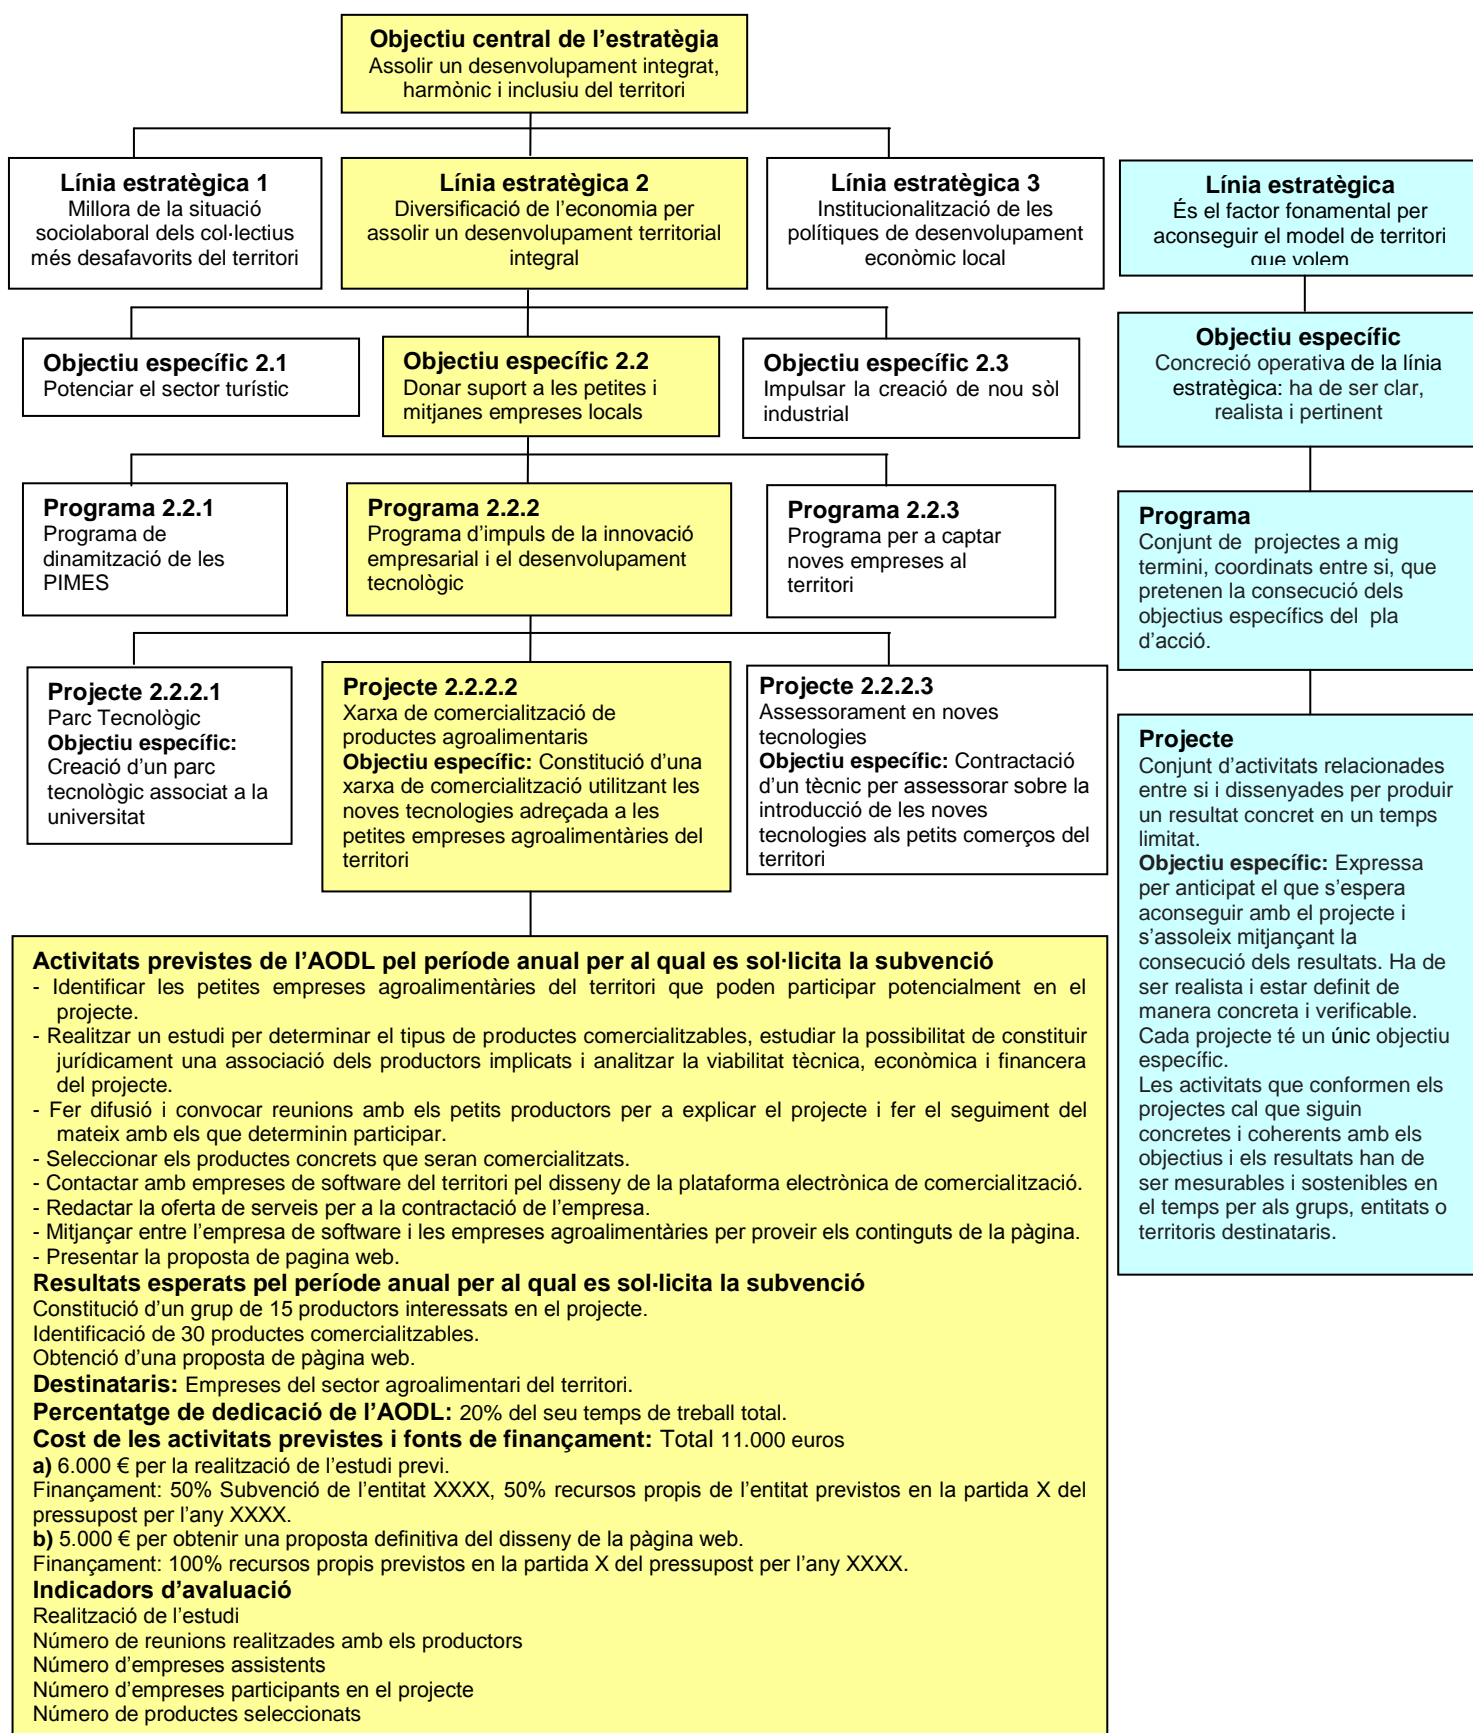 Objectiu central de l’estratègia
Assolir un desenvolupament integrat,
harmònic i inclusiu del territori
Línia estratègica 1
Millora de la situació
sociolaboral dels col·lectius
més desafavorits del territori
Línia estratègica 2
Diversificació de l’economia per
assolir un desenvolupament territorial
integral
Línia estratègica 3
Institucionalització de les
polítiques de desenvolupament
econòmic local
Línia estratègica
És el factor fonamental per
aconseguir el model de territori
que volem
Objectiu específic 2.1
Potenciar el sector turístic
Objectiu específic 2.2
Donar suport a les petites i
mitjanes empreses locals
Objectiu específic 2.3
Impulsar la creació de nou sòl
industrial
Objectiu específic
Concreció operativa de la línia
estratègica: ha de ser clar,
realista i pertinent
Programa 2.2.1
Programa de
dinamització de les
PIMES
Programa 2.2.2
Programa d’impuls de la innovació
empresarial i el desenvolupament
tecnològic
Programa 2.2.3
Programa per a captar
noves empreses al
territori
Programa
Conjunt de projectes a mig
termini, coordinats entre si, que
pretenen la consecució dels
objectius específics del pla
d’acció.
Projecte 2.2.2.1
Parc Tecnològic
Objectiu específic:
Creació d’un parc
tecnològic associat a la
universitat
Projecte 2.2.2.2
Xarxa de comercialització de
productes agroalimentaris
Objectiu específic: Constitució d’una
xarxa de comercialització utilitzant les
noves tecnologies adreçada a les
petites empreses agroalimentàries del
territori
Projecte 2.2.2.3
Assessorament en noves
tecnologies
Objectiu específic: Contractació
d’un tècnic per assessorar sobre la
introducció de les noves
tecnologies als petits comerços del
territori
Projecte
Conjunt d’activitats relacionades
entre si i dissenyades per produir
un resultat concret en un temps
limitat.
Objectiu específic: Expressa
per anticipat el que s’espera
aconseguir amb el projecte i
s’assoleix mitjançant la
consecució dels resultats. Ha de
ser realista i estar definit de
manera concreta i verificable.
Cada projecte té un únic objectiu
específic.
Les activitats que conformen els
projectes cal que siguin
concretes i coherents amb els
objectius i els resultats han de
ser mesurables i sostenibles en
el temps per als grups, entitats o
territoris destinataris.
Activitats previstes de l’AODL pel període anual per al qual es sol·licita la subvenció
- Identificar les petites empreses agroalimentàries del territori que poden participar potencialment en el
projecte.
- Realitzar un estudi per determinar el tipus de productes comercialitzables, estudiar la possibilitat de constituir
jurídicament una associació dels productors implicats i analitzar la viabilitat tècnica, econòmica i financera
del projecte.
- Fer difusió i convocar reunions amb els petits productors per a explicar el projecte i fer el seguiment del
mateix amb els que determinin participar.
- Seleccionar els productes concrets que seran comercialitzats.
- Contactar amb empreses de software del territori pel disseny de la plataforma electrònica de comercialització.
- Redactar la oferta de serveis per a la contractació de l’empresa.
- Mitjançar entre l’empresa de software i les empreses agroalimentàries per proveir els continguts de la pàgina.
- Presentar la proposta de pagina web.
Resultats esperats pel període anual per al qual es sol·licita la subvenció
Constitució d’un grup de 15 productors interessats en el projecte.
Identificació de 30 productes comercialitzables.
Obtenció d’una proposta de pàgina web.
Destinataris: Empreses del sector agroalimentari del territori.
Percentatge de dedicació de l’AODL: 20% del seu temps de treball total.
Cost de les activitats previstes i fonts de finançament: Total 11.000 euros
a) 6.000 € per la realització de l’estudi previ.
Finançament: 50% Subvenció de l’entitat XXXX, 50% recursos propis de l’entitat previstos en la partida X del
pressupost per l’any XXXX.
b) 5.000 € per obtenir una proposta definitiva del disseny de la pàgina web.
Finançament: 100% recursos propis previstos en la partida X del pressupost per l’any XXXX.
Indicadors d’avaluació
Realització de l’estudi
Número de reunions realitzades amb els productors
Número d’empreses assistents
Número d’empreses participants en el projecte
Número de productes seleccionats